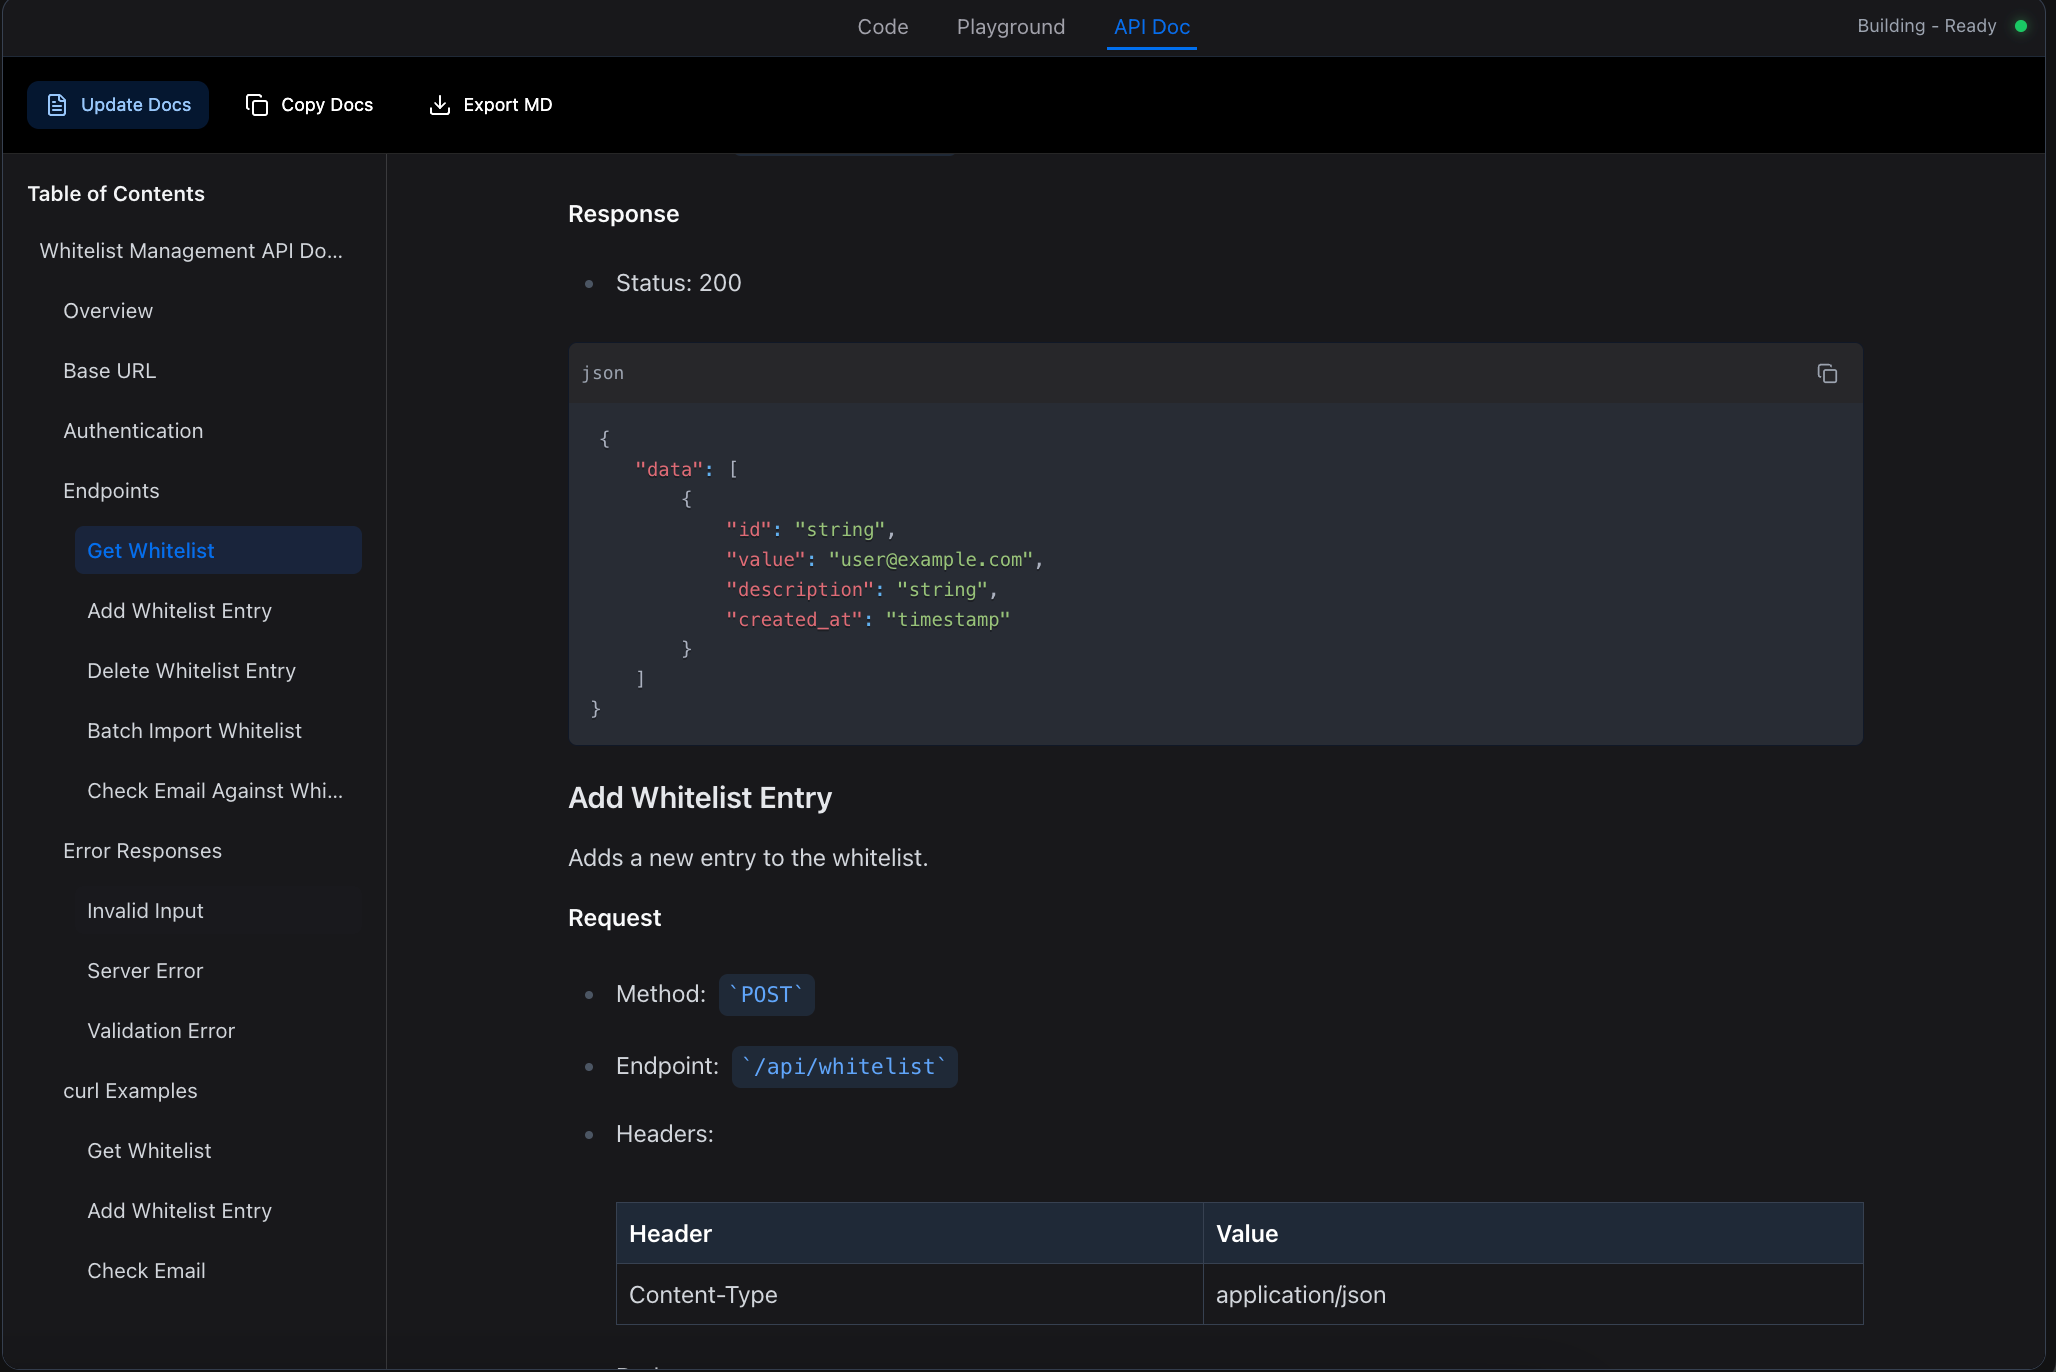 Code Playground API Doc Building - Ready
Update Docs Copy Docs Export MD
Table of Contents
Whitelist Management API Do...
Overview
Base URL
Authentication
Endpoints
Get Whitelist
Add Whitelist Entry
Delete Whitelist Entry
Batch Import Whitelist
Check Email Against Whi...
Error Responses
Invalid Input
Server Error
Validation Error
curl Examples
Get Whitelist
Add Whitelist Entry
Check Email
Response
Status: 200
json
{
"data": [
{
"id": "string",
"value": "user@example.com",
"description": "string",
"created_at": "timestamp"
}
]
}
Add Whitelist Entry
Adds a new entry to the whitelist.
Request
Method: `POST`
Endpoint: `/api/whitelist`
Headers:
Header Value
Content-Type application/json